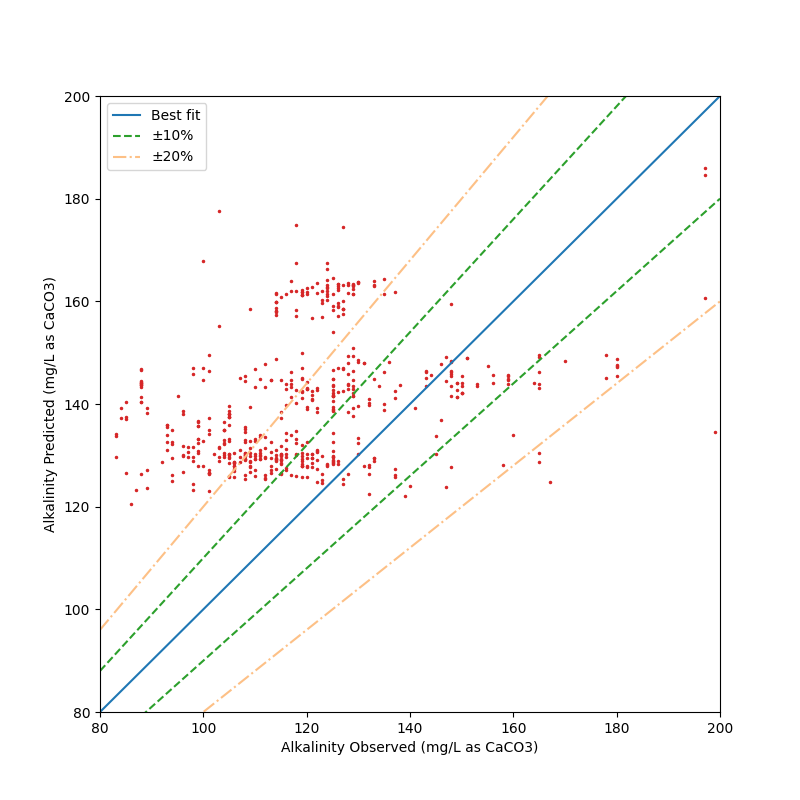 Best fit
±10%
±20%
200
180
160
140
120
100
80
80 100 120 140 160 180 200
Alkalinity Predicted (mg/L as CaCO3)
Alkalinity Observed (mg/L as CaCO3)